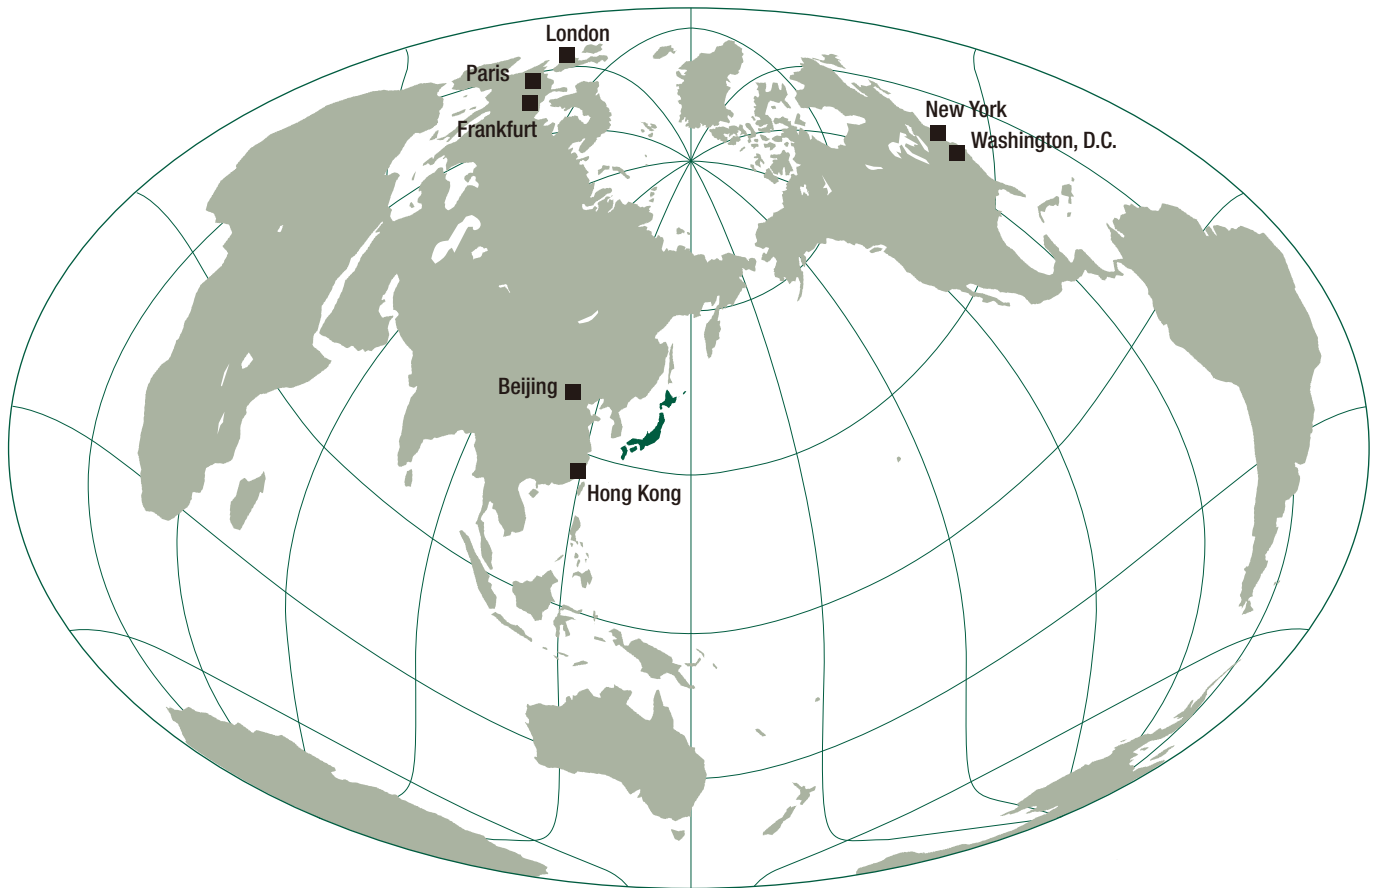 London
Paris
Frankfurt
New York
Washington, D.C.
Beijing
Hong Kong